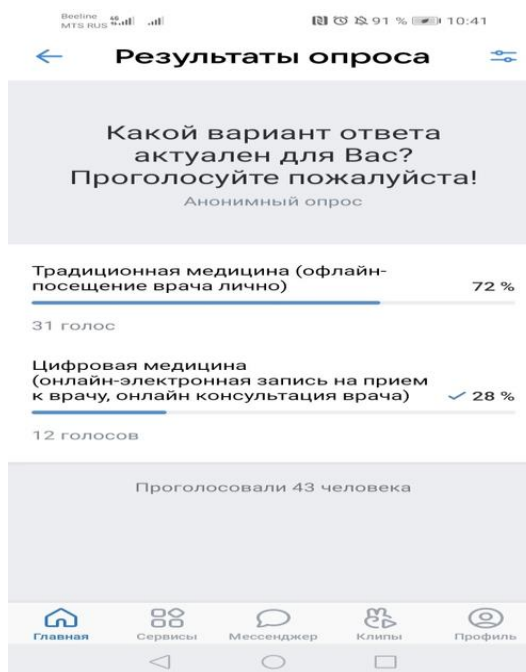 Beeline
MTS RUS 91 % 10:41
Результаты опроса
Какой вариант ответа
актуален для Вас?
Проголосуйте пожалуйста!
Анонимный опрос
Традиционная медицина (офлайн-
посещение врача лично) 72 %
31 голос
Цифровая медицина
(онлайн-электронная запись на прием
к врачу, онлайн консультация врача) 28 %
12 голосов
Проголосовали 43 человека
Главная Сервисы Мессенджер Клипы Профиль